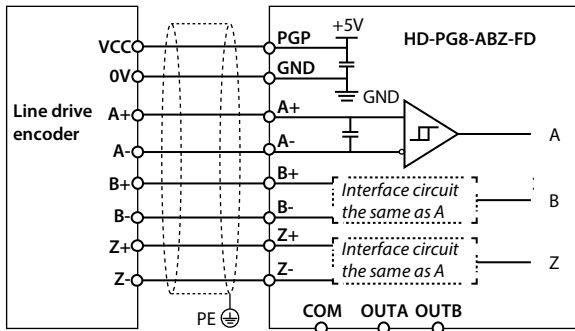 +5V
HD-PG8-ABZ-FD
VCC
PGP
0V
GND
GND
Line drive
encoder
A+
A+
A
A-
A-
B+
B+
Interface circuit
the same as A
B
B-
B-
Z+
Z+
Interface circuit
the same as A
Z
Z-
Z-
PE
COM
OUTA
OUTB